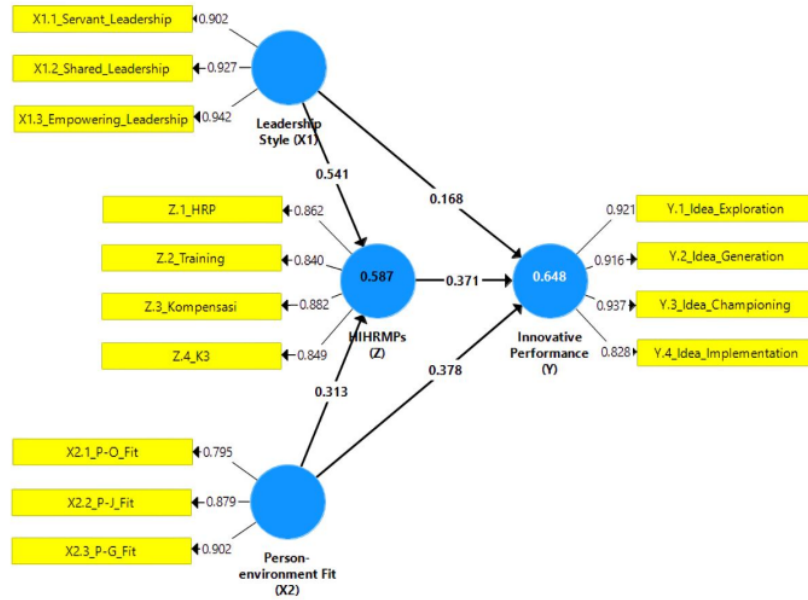 X1.1_Servant_Leadership
0.902
X1.2_Shared_Leadership
0.927
X1.3_Empowering_Leadership
0.942
Leadership
Style (X1)
0.541
0.168
Z.1_HRP
0.862
Z.2_Training
0.840
Z.3_Kompensasi
0.882
Z.4_K3
0.849
0.587
HIHRMPs
(Z)
0.371
0.648
Innovative
Performance
(Y)
0.921
Y.1_Idea_Exploration
0.916
Y.2_Idea_Generation
0.937
Y.3_Idea_Championing
0.828
Y.4_Idea_Implementation
0.313
0.378
X2.1_P-O_Fit
0.795
X2.2_P-J_Fit
0.879
X2.3_P-G_Fit
0.902
Person-
environment Fit
(X2)